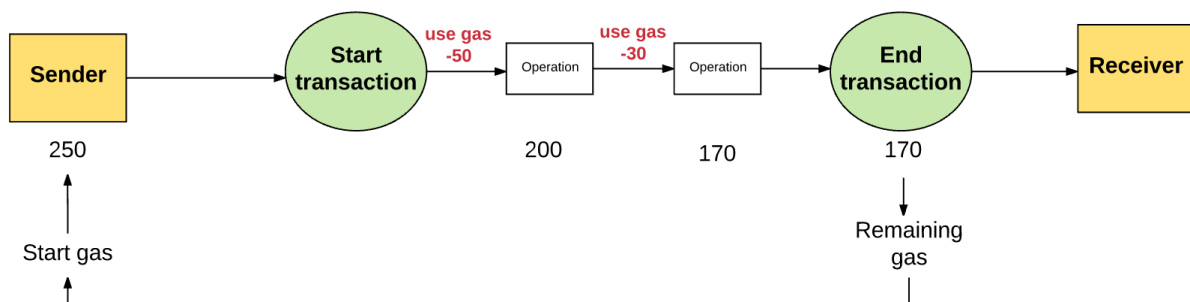 Sender
Start
transaction
use gas
-50
Operation
use gas
-30
Operation
End
transaction
Receiver
250
200
170
170
Start gas
Remaining
gas